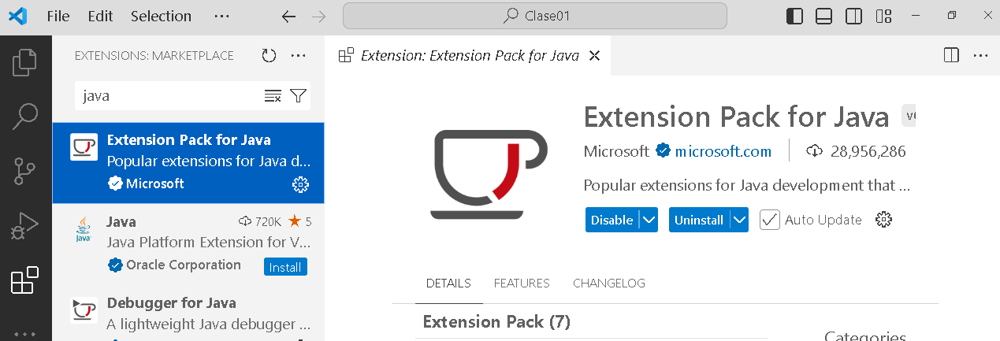 File Edit Selection ···
Clase01
EXTENSIONS: MARKETPLACE
java
Extension Pack for Java
Popular extensions for Java d...
Microsoft
Java 720K 5
Java Platform Extension for V...
Oracle Corporation Install
Debugger for Java
A lightweight Java debugger ...
Extension: Extension Pack for Java
Extension Pack for Java
Microsoft microsoft.com 28,956,286
Popular extensions for Java development that ...
Disable Uninstall Auto Update
DETAILS FEATURES CHANGELOG
Extension Pack (7)
Categories